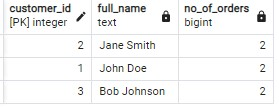 customer_id full_name no_of_orders
[PK] integer text bigint
2 Jane Smith 2
1 John Doe 2
3 Bob Johnson 2